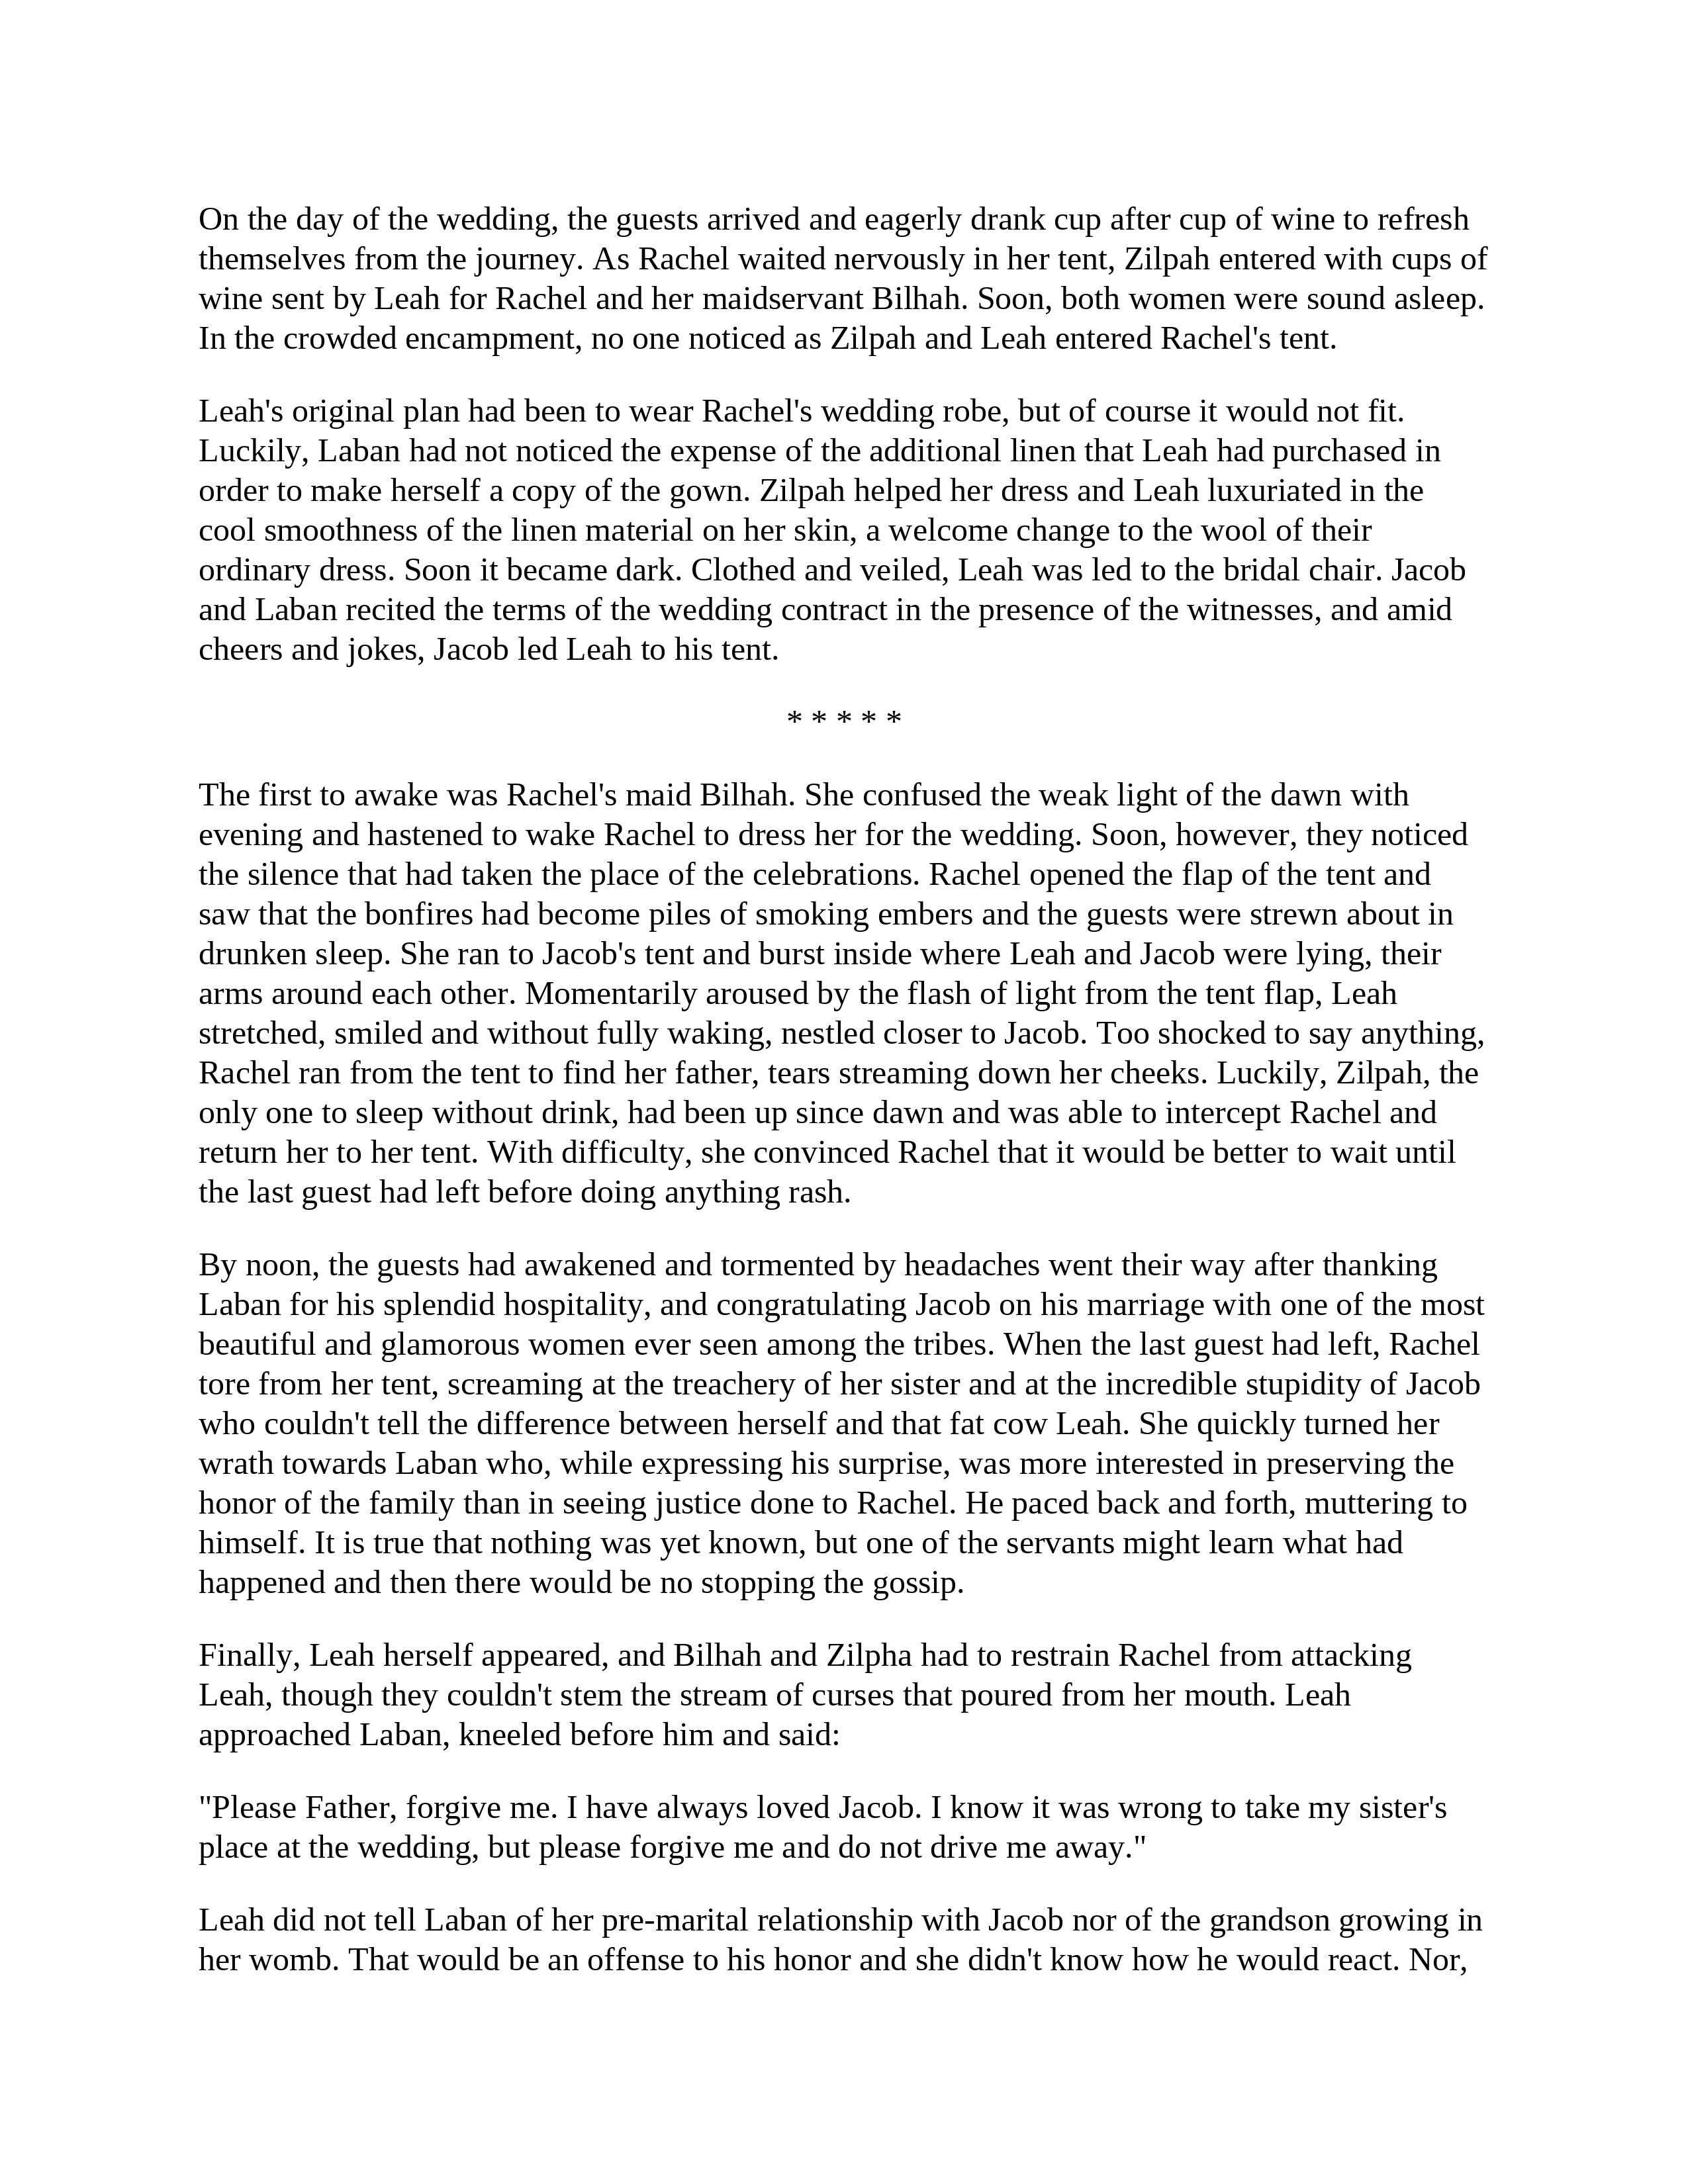 On the day of the wedding, the guests arrived and eagerly drank cup after cup of wine to refresh
themselves from the journey. As Rachel waited nervously in her tent, Zilpah entered with cups of
wine sent by Leah for Rachel and her maidservant Bilhah. Soon, both women were sound asleep.
In the crowded encampment, no one noticed as Zilpah and Leah entered Rachel's tent.
Leah's original plan had been to wear Rachel's wedding robe, but of course it would not fit.
Luckily, Laban had not noticed the expense of the additional linen that Leah had purchased in
order to make herself a copy of the gown. Zilpah helped her dress and Leah luxuriated in the
cool smoothness of the linen material on her skin, a welcome change to the wool of their
ordinary dress. Soon it became dark. Clothed and veiled, Leah was led to the bridal chair. Jacob
and Laban recited the terms of the wedding contract in the presence of the witnesses, and amid
cheers and jokes, Jacob led Leah to his tent.
* * * * *
The first to awake was Rachel's maid Bilhah. She confused the weak light of the dawn with
evening and hastened to wake Rachel to dress her for the wedding. Soon, however, they noticed
the silence that had taken the place of the celebrations. Rachel opened the flap of the tent and
saw that the bonfires had become piles of smoking embers and the guests were strewn about in
drunken sleep. She ran to Jacob's tent and burst inside where Leah and Jacob were lying, their
arms around each other. Momentarily aroused by the flash of light from the tent flap, Leah
stretched, smiled and without fully waking, nestled closer to Jacob. Too shocked to say anything,
Rachel ran from the tent to find her father, tears streaming down her cheeks. Luckily, Zilpah, the
only one to sleep without drink, had been up since dawn and was able to intercept Rachel and
return her to her tent. With difficulty, she convinced Rachel that it would be better to wait until
the last guest had left before doing anything rash.
By noon, the guests had awakened and tormented by headaches went their way after thanking
Laban for his splendid hospitality, and congratulating Jacob on his marriage with one of the most
beautiful and glamorous women ever seen among the tribes. When the last guest had left, Rachel
tore from her tent, screaming at the treachery of her sister and at the incredible stupidity of Jacob
who couldn't tell the difference between herself and that fat cow Leah. She quickly turned her
wrath towards Laban who, while expressing his surprise, was more interested in preserving the
honor of the family than in seeing justice done to Rachel. He paced back and forth, muttering to
himself. It is true that nothing was yet known, but one of the servants might learn what had
happened and then there would be no stopping the gossip.
Finally, Leah herself appeared, and Bilhah and Zilpha had to restrain Rachel from attacking
Leah, though they couldn't stem the stream of curses that poured from her mouth. Leah
approached Laban, kneeled before him and said:
"Please Father, forgive me. I have always loved Jacob. I know it was wrong to take my sister's
place at the wedding, but please forgive me and do not drive me away."
Leah did not tell Laban of her pre-marital relationship with Jacob nor of the grandson growing in
her womb. That would be an offense to his honor and she didn't know how he would react. Nor,